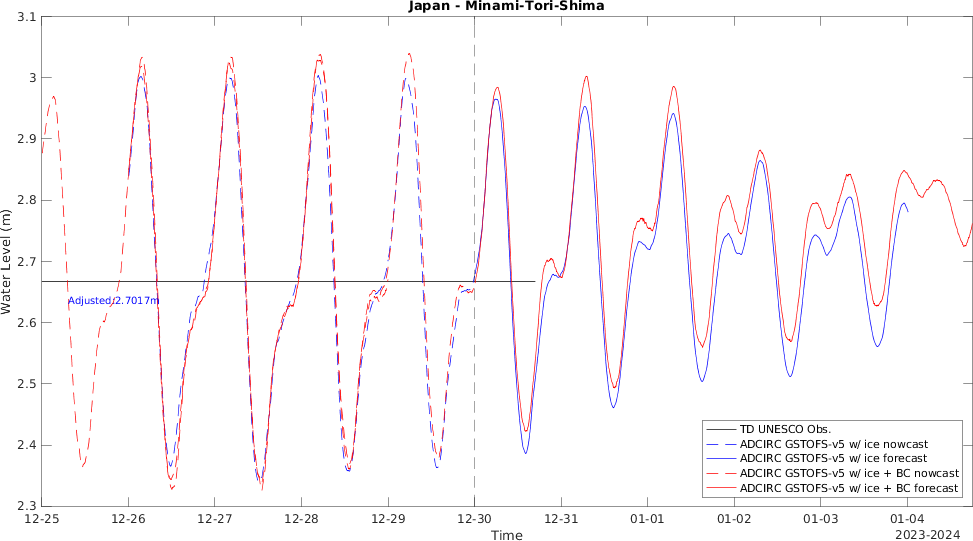 Japan - Minami-Tori-Shima
3.1
3
2.9
2.8
2.7
2.6
2.5
2.4
2.3
Water Level (m)
Adjusted:2.7017m
TD UNESCO Obs.
ADCIRC GSTOFS-v5 w/ ice nowcast
ADCIRC GSTOFS-v5 w/ ice forecast
ADCIRC GSTOFS-v5 w/ ice + BC nowcast
ADCIRC GSTOFS-v5 w/ ice + BC forecast
12-25 12-26 12-27 12-28 12-29 12-30 12-31 01-01 01-02 01-03 01-04
Time
2023-2024